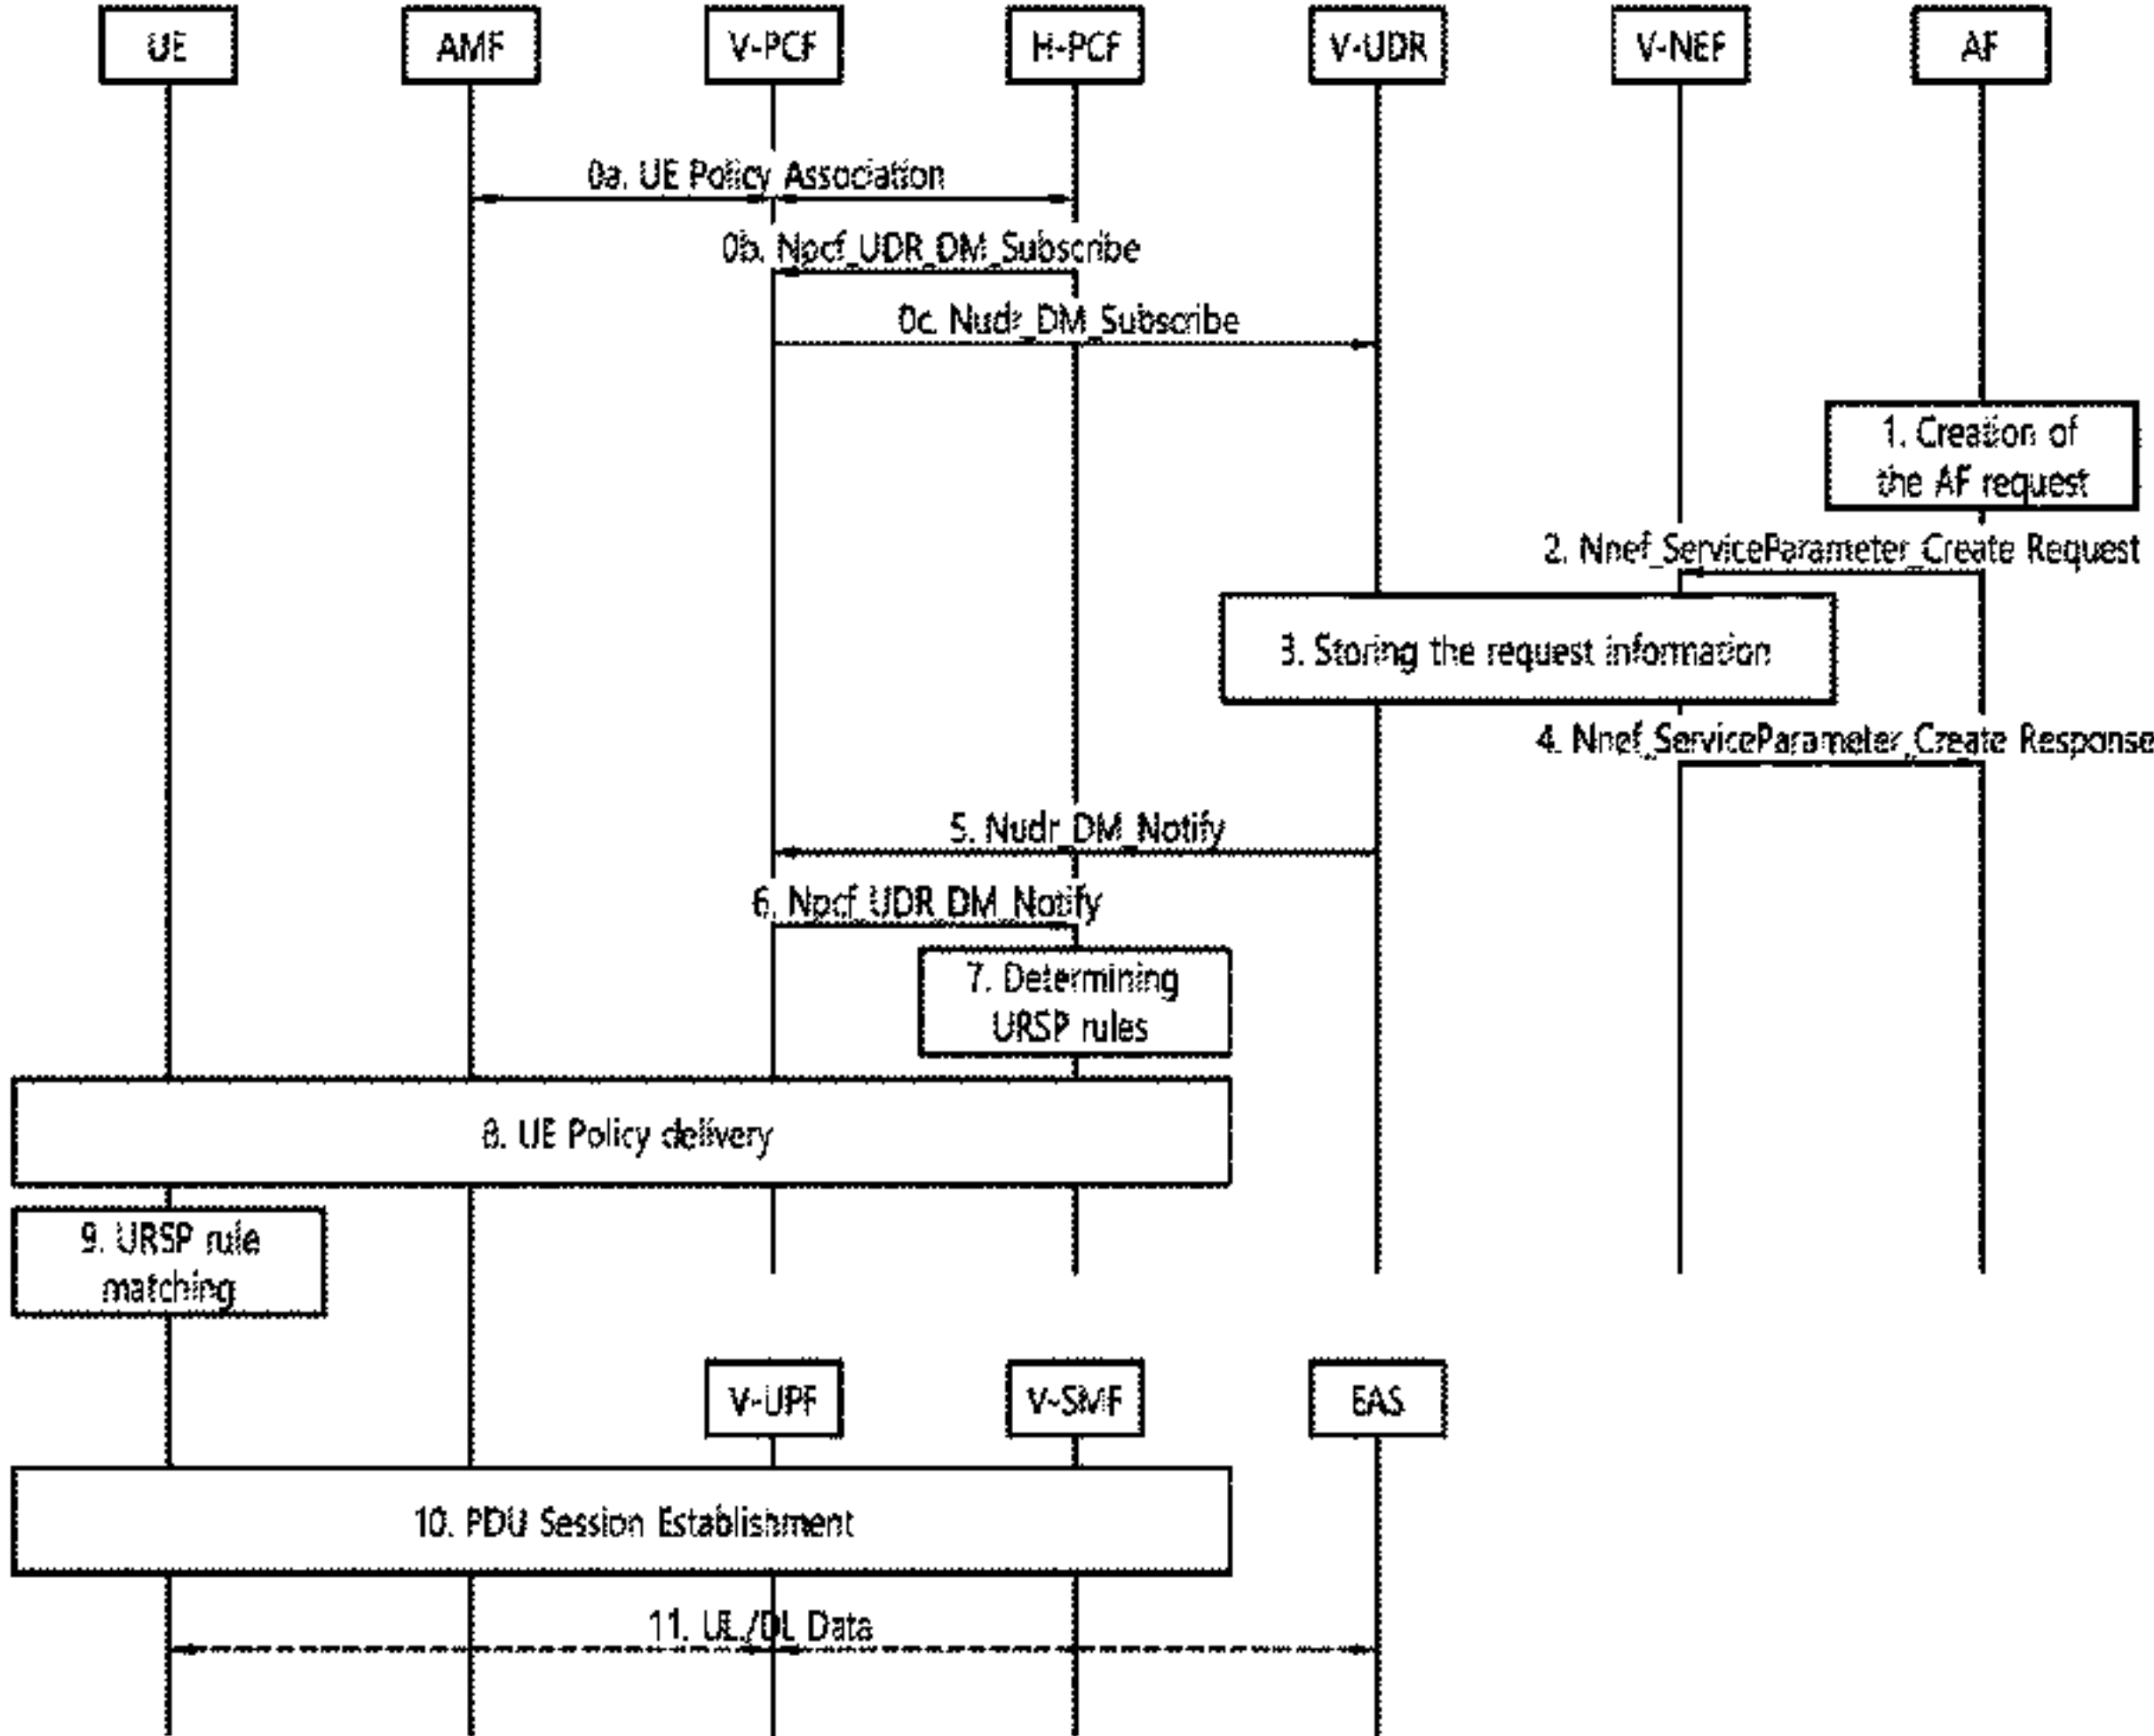 UE AMF V-PCF H-PCF V-UDR V-NEF AF
0a. UE Policy Association
0b. Npcf_UDR_DM_Subscribe
0c. Nudr_DM_Subscribe
1. Creation of
the AF request
2. Nnef_ServiceParameter_Create Request
3. Storing the request information
4. Nnef_ServiceParameter_Create Response
5. Nudr_DM_Notify
6. Npcf_UDR_DM_Notify
7. Determining
URSP rules
8. UE Policy delivery
9. URSP rule
matching
V-UPF V-SMF EAS
10. PDU Session Establishment
11. UL/DL Data